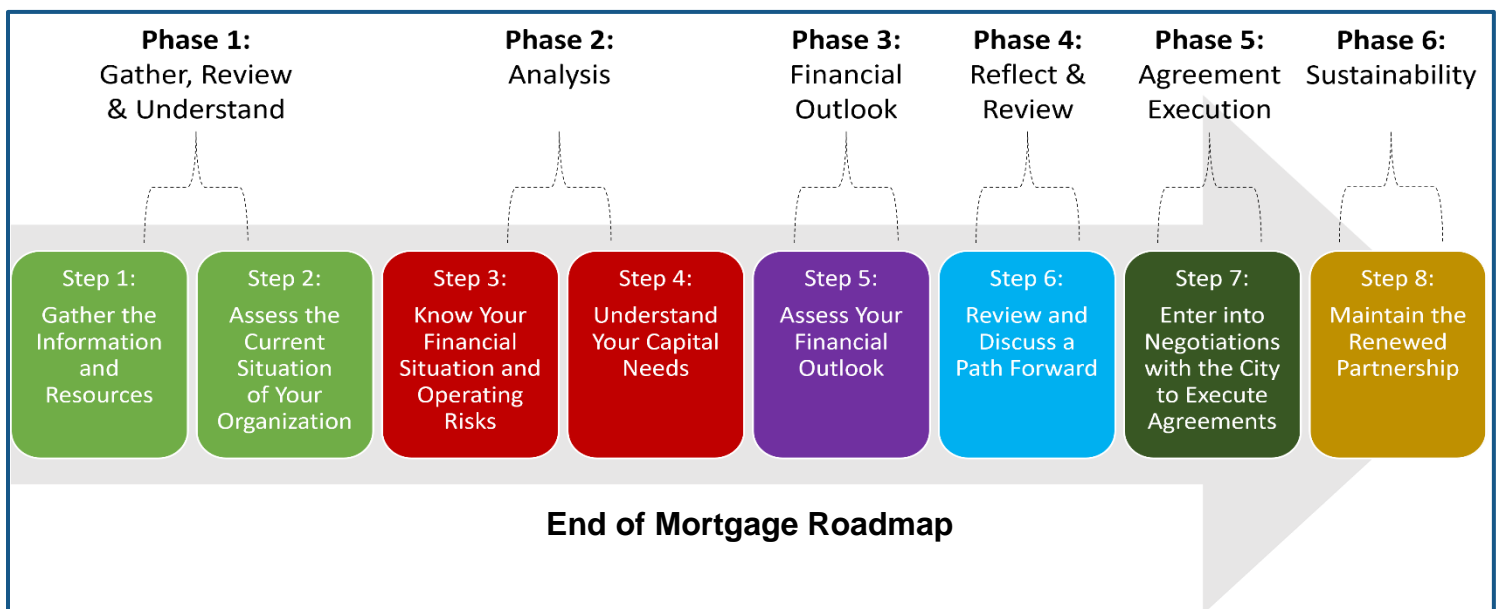 Phase 1:
Gather, Review
& Understand
Phase 2:
Analysis
Phase 3:
Financial
Outlook
Phase 4:
Reflect &
Review
Phase 5:
Agreement
Execution
Phase 6:
Sustainability
Step 1:
Gather the
Information
and
Resources
Step 2:
Assess the
Current
Situation
of Your
Organization
Step 3:
Know Your
Financial
Situation and
Operating
Risks
Step 4:
Understand
Your Capital
Needs
Step 5:
Assess Your
Financial
Outlook
Step 6:
Review and
Discuss a
Path Forward
Step 7:
Enter into
Negotiations
with the City
to Execute
Agreements
Step 8:
Maintain the
Renewed
Partnership
End of Mortgage Roadmap